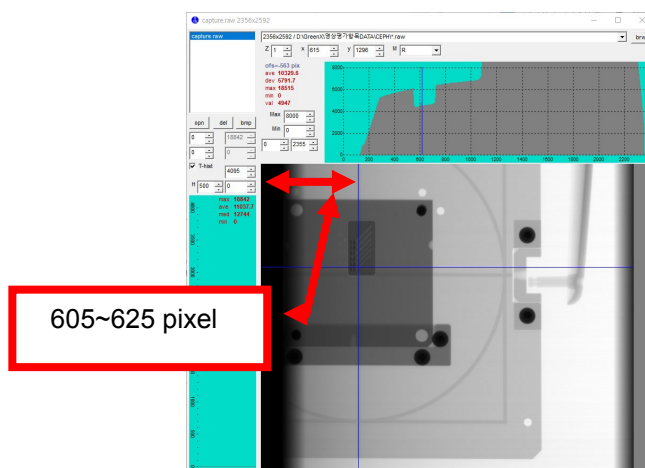 capture.raw 2356x2592
capture.raw
2356x2592 / D:\GreenX\영상평가항목DATA\CEPHY.raw
brw
Z 1 x 615 y 1296 M R
ofs=-563 pix
ave 10329.6
dev 5791.7
max 18515
min 0
val 4947
Max 8000
Min 0
0 2355
8000
6000
4000
2000
0
0 200 400 600 800 1000 1200 1400 1600 1800 2000 2200
opn del bmp
0 18842
0 0
T-hist 4095
H 500 0
max 18842
ave 11037.7
med 12744
min 0
605~625 pixel